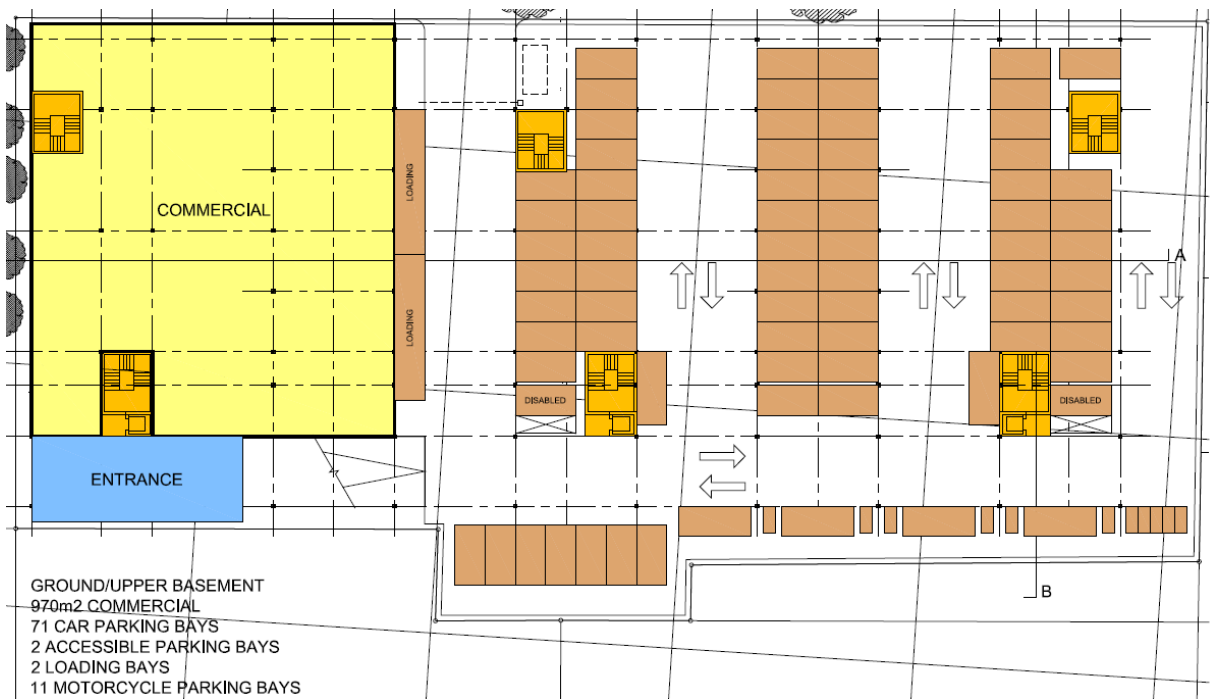 COMMERCIAL
LOADING
LOADING
A
DISABLED
DISABLED
ENTRANCE
B
GROUND/UPPER BASEMENT
970m2 COMMERCIAL
71 CAR PARKING BAYS
2 ACCESSIBLE PARKING BAYS
2 LOADING BAYS
11 MOTORCYCLE PARKING BAYS